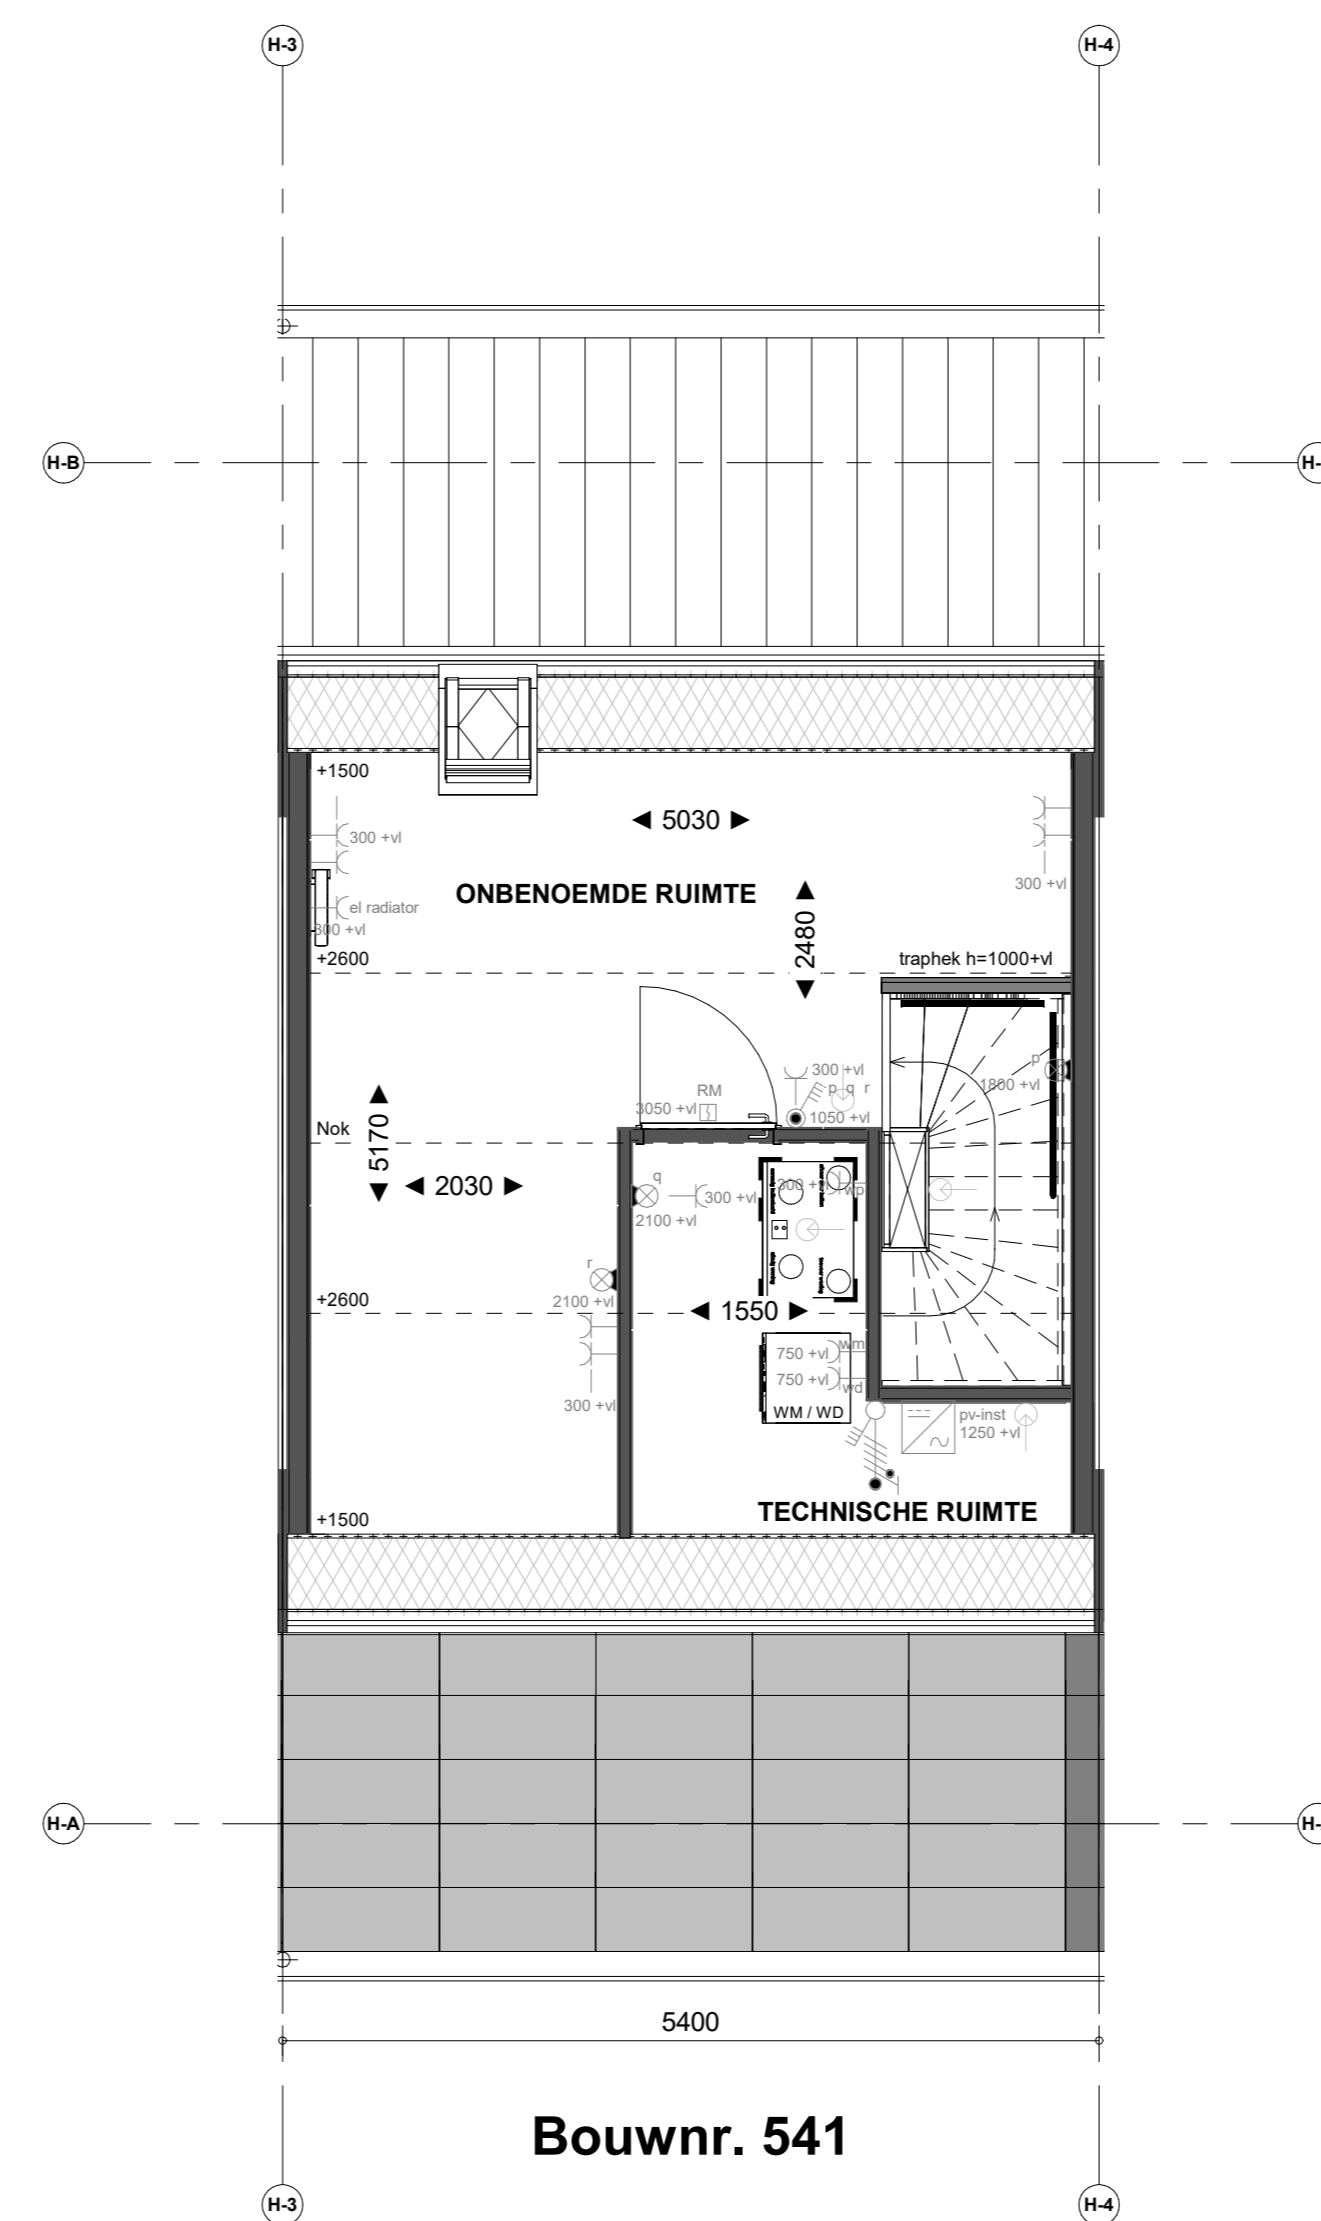 H-3 H-4
H-B H-
+1500
5030
300 +vl
ONBENOEMDE RUIMTE
300 +vl
el radiator
300 +vl
2480
+2600
traphek h=1000+vl
300 +vl
p
RM
p q r
1800 +vl
3050 +vl
1050 +vl
Nok
5170
2030
q
300 +vl
300 +vl
wp
2100 +vl
r
2100 +vl
+2600
1550
wm
750 +vl
750 +vl
wd
300 +vl
WM / WD
pv-inst
1250 +vl
TECHNISCHE RUIMTE
+1500
H-A H-
5400
Bouwnr. 541
H-3 H-4